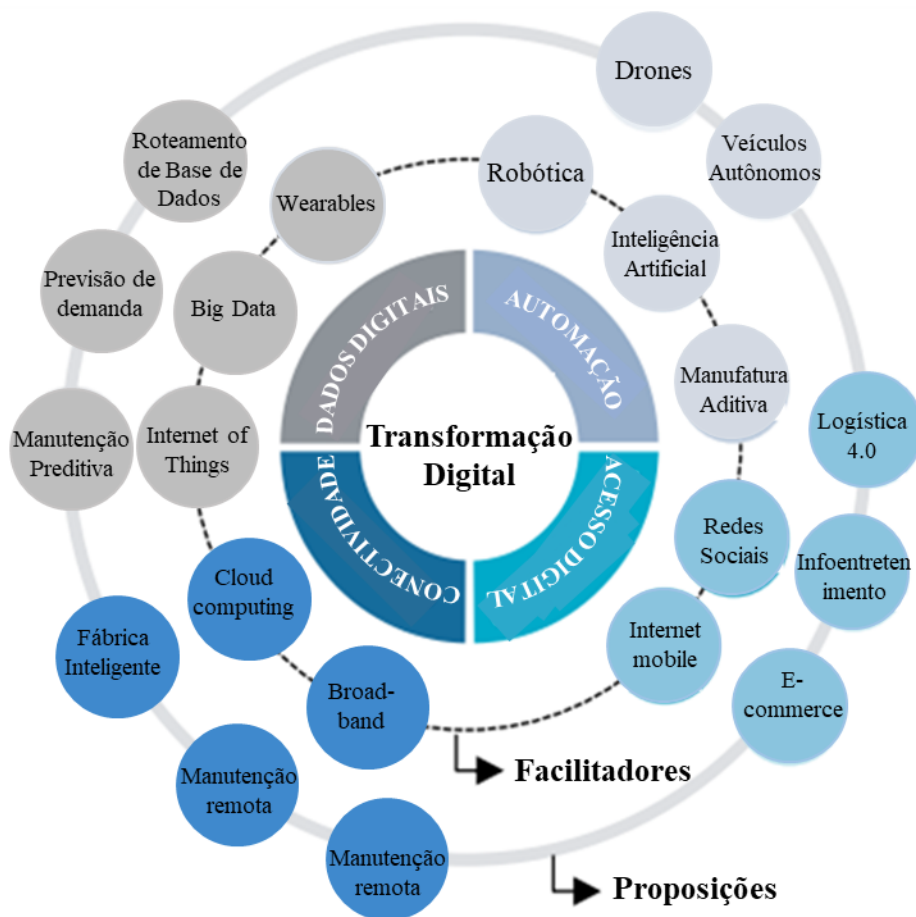 Drones
Roteamento
de Base de
Dados
Veículos
Autônomos
Robótica
Wearables
Inteligência
Artificial
Previsão de
demanda
Big Data
DADOS DIGITAIS
AUTOMAÇÃO
Manufatura
Aditiva
Logística
4.0
Manutenção
Preditiva
Internet of
Things
Transformação
Digital
CONECTIVIDADE
ACESSO DIGITAL
Redes
Sociais
Infoentreten
imento
Cloud
computing
Internet
mobile
Fábrica
Inteligente
Broad-
band
E-
commerce
Facilitadores
Manutenção
remota
Manutenção
remota
Proposições